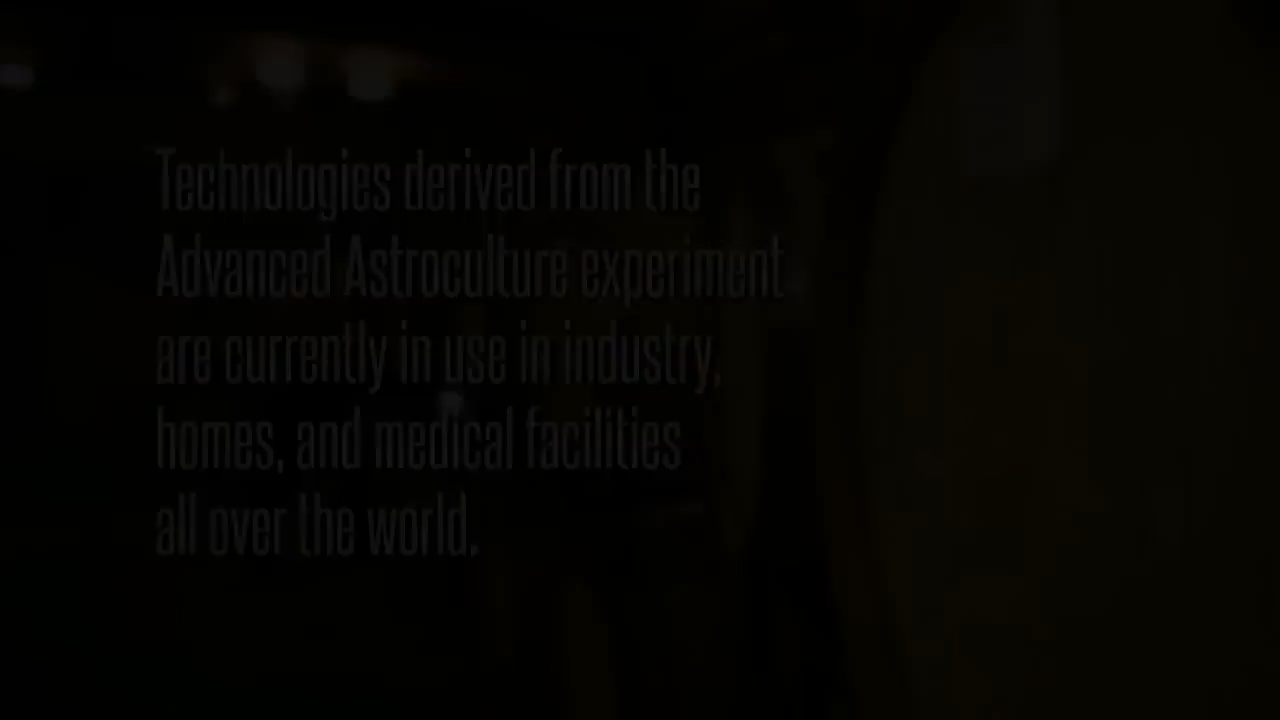 Technologies derived from the
Advanced Astroculture experiment
are currently in use in industry,
homes, and medical facilities
all over the world.